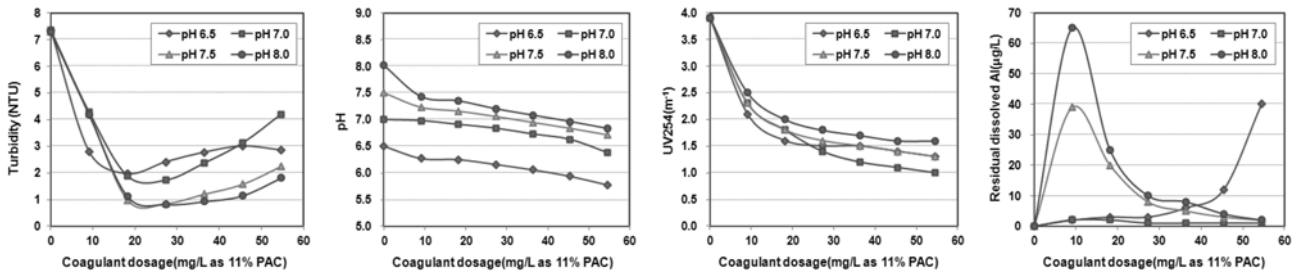 Turbidity (NTU)
8
7
6
5
4
3
2
1
0
pH 6.5 pH 7.0
pH 7.5 pH 8.0
0 10 20 30 40 50 60
Coagulant dosage(mg/L as 11% PAC)
pH
9.0
8.5
8.0
7.5
7.0
6.5
6.0
5.5
5.0
pH 6.5 pH 7.0
pH 7.5 pH 8.0
0 10 20 30 40 50 60
Coagulant dosage(mg/L as 11% PAC)
UV254(m⁻¹)
4.0
3.5
3.0
2.5
2.0
1.5
1.0
0.5
0.0
pH 6.5 pH 7.0
pH 7.5 pH 8.0
0 10 20 30 40 50 60
Coagulant dosage(mg/L as 11% PAC)
Residual dissolved Al(μg/L)
70
60
50
40
30
20
10
0
pH 6.5 pH 7.0
pH 7.5 pH 8.0
0 10 20 30 40 50 60
Coagulant dosage(mg/L as 11% PAC)